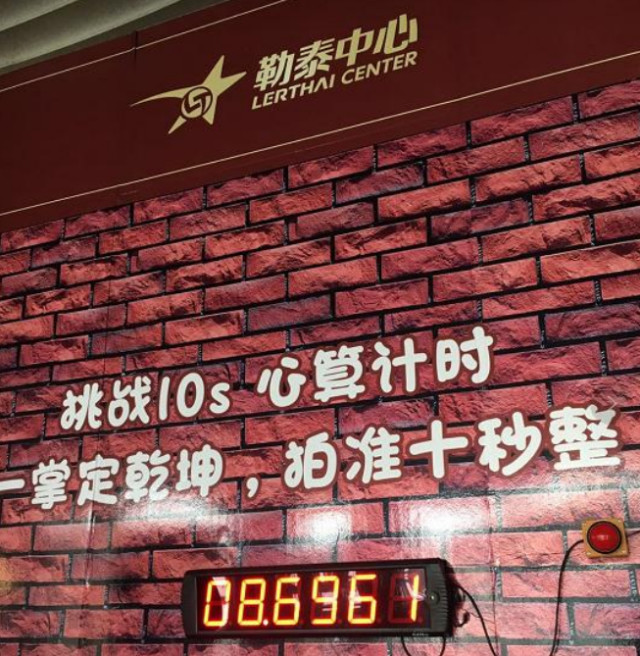 勒泰中心
LERTHAI CENTER
挑战10s 心算计时
一掌定乾坤，拍准十秒整
08.6961